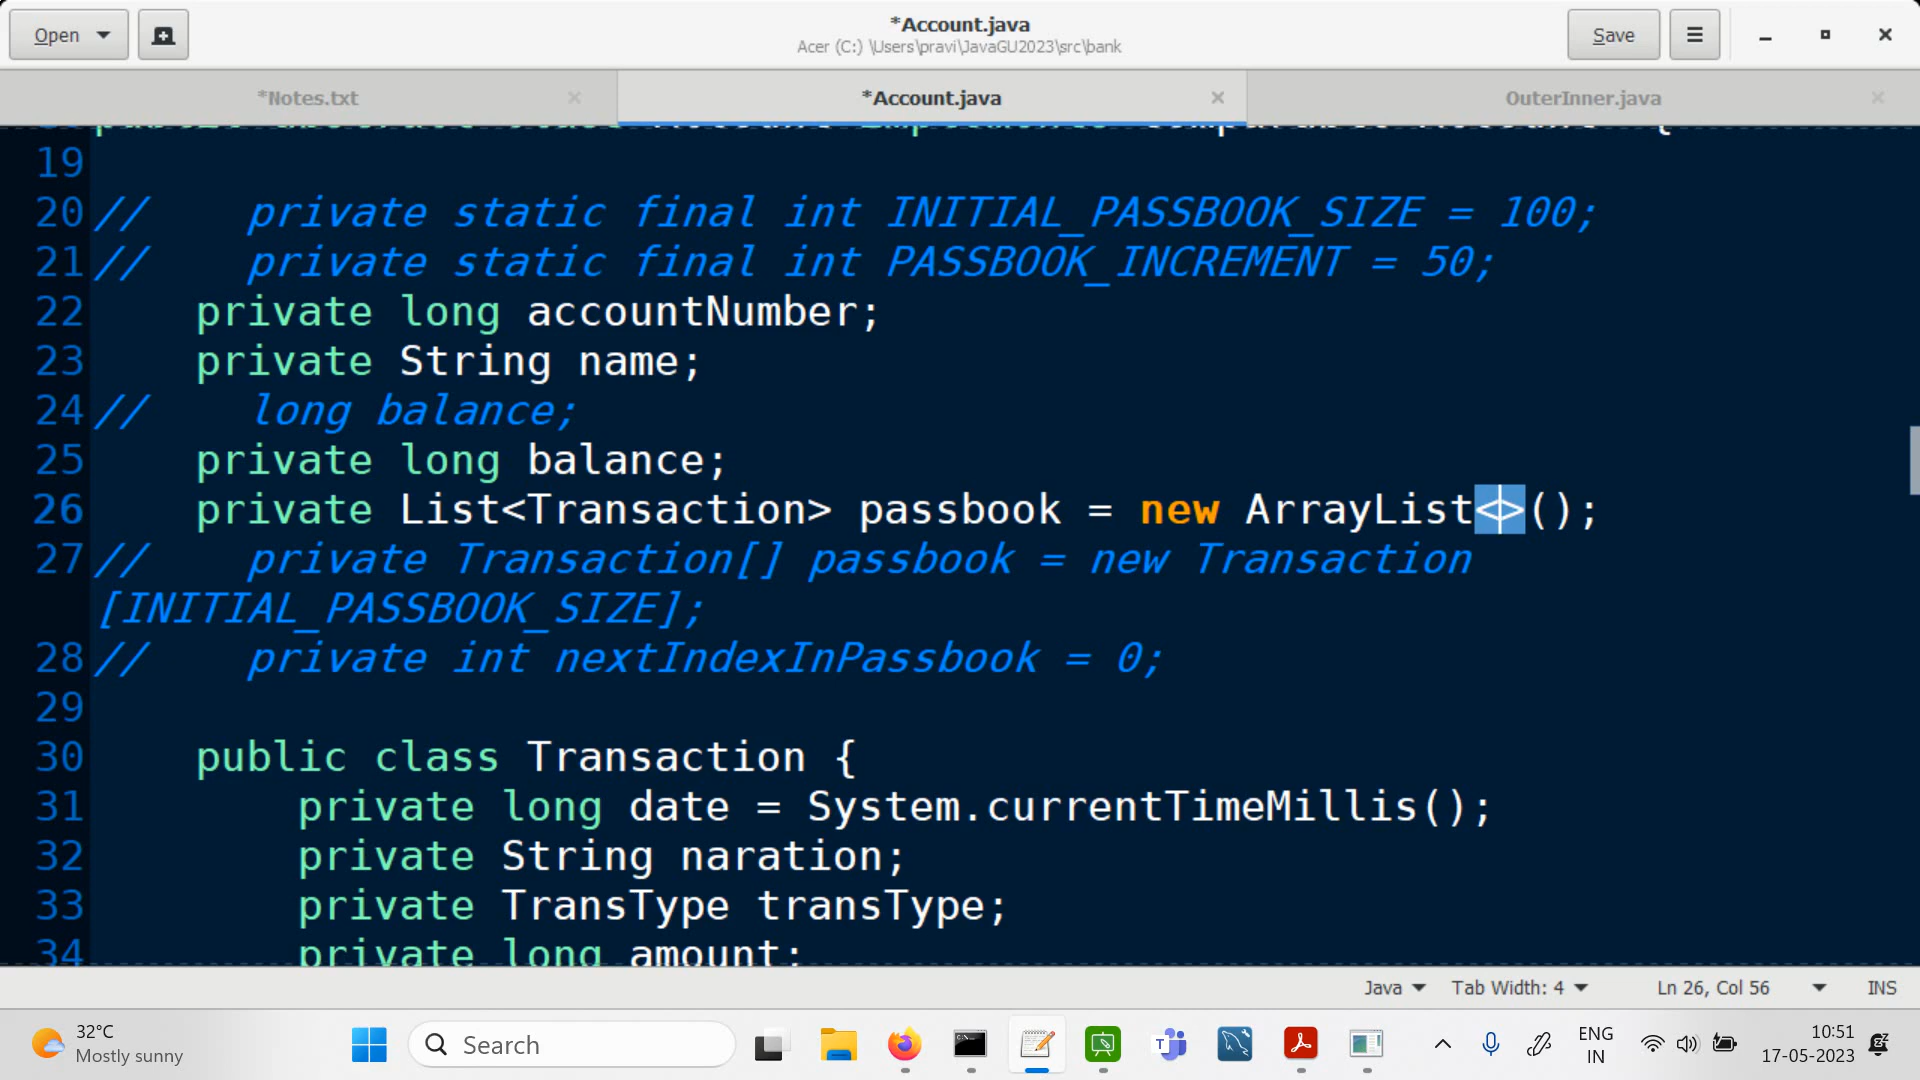 *Account.java
Open
Acer (C:) \Users\pravi\JavaGU2023\src\bank
Save
*Notes.txt
*Account.java
OuterInner.java
19
20 //    private static final int INITIAL_PASSBOOK_SIZE = 100;
21 //    private static final int PASSBOOK_INCREMENT = 50;
22     private long accountNumber;
23     private String name;
24 //    long balance;
25     private long balance;
26     private List<Transaction> passbook = new ArrayList<>();
27 //    private Transaction[] passbook = new Transaction
[INITIAL_PASSBOOK_SIZE];
28 //    private int nextIndexInPassbook = 0;
29
30     public class Transaction {
31         private long date = System.currentTimeMillis();
32         private String naration;
33         private TransType transType;
34         private long amount;
Java Tab Width: 4 Ln 26, Col 56 INS
32°C
Mostly sunny
Search
ENG
IN
10:51
17-05-2023